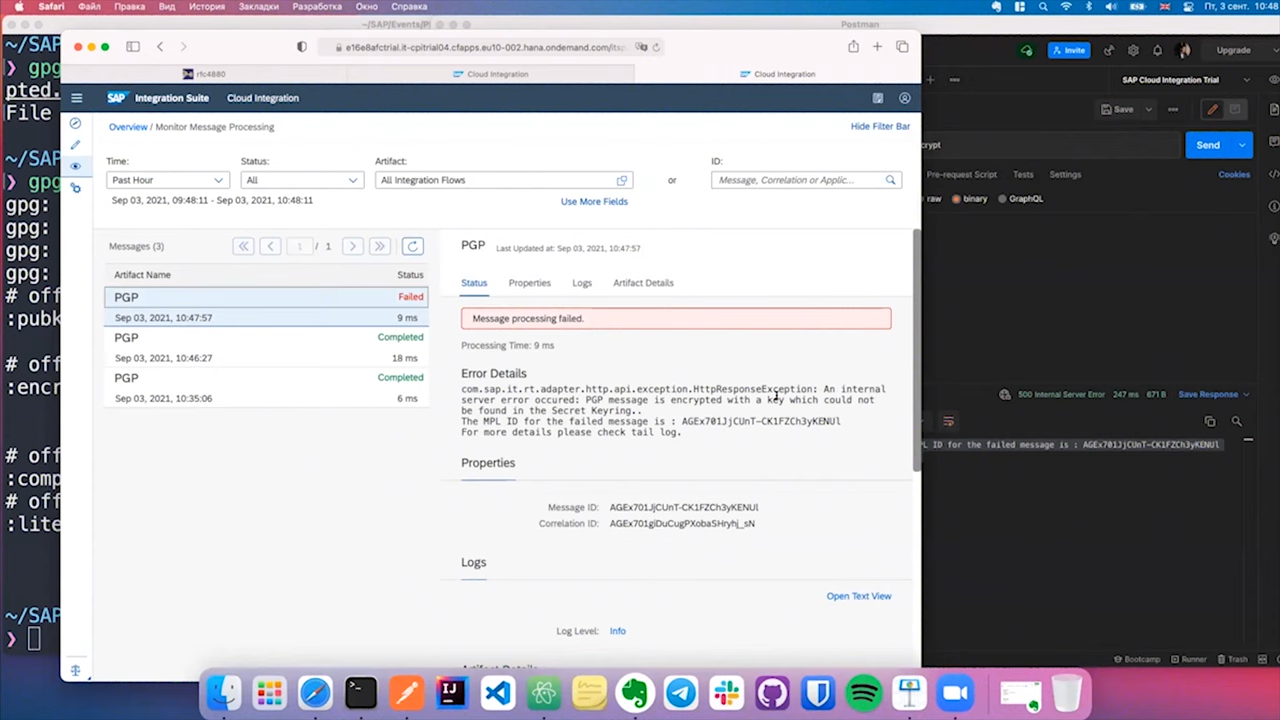 Safari Файл Правка Вид История Закладки Разработка Окно Справка
Пт, 3 сент. 10:48
~/SAP/Events/Pi
Postman
~/SAP
e16e8afctrial.it-cpitrial04.cfapps.eu10-002.hana.ondemand.com/itsp
Invite
Upgrade
❯ gpg
rfc4880
Cloud Integration
Cloud Integration
SAP Cloud Integration Trial
pted.
SAP Integration Suite Cloud Integration
File
Save
Overview / Monitor Message Processing
Hide Filter Bar
crypt
Send
~/SAP
Time:
Status:
Artifact:
ID:
Pre-request Script Tests Settings
Cookies
❯ gpg
Past Hour
All
All Integration Flows
or
Message, Correlation or Applic...
raw binary GraphQL
gpg:
Sep 03, 2021, 09:48:11 - Sep 03, 2021, 10:48:11
Use More Fields
gpg:
gpg:
Messages (3)
1 / 1
PGP Last Updated at: Sep 03, 2021, 10:47:57
gpg:
Artifact Name
Status
Status Properties Logs Artifact Details
# off
PGP
Failed
:pubk
Sep 03, 2021, 10:47:57
9 ms
Message processing failed.
PGP
Completed
Processing Time: 9 ms
# off
Sep 03, 2021, 10:46:27
18 ms
Error Details
PGP
Completed
com.sap.it.rt.adapter.http.api.exception.HttpResponseException: An internal
:encr
Sep 03, 2021, 10:35:06
6 ms
server error occured: PGP message is encrypted with a key which could not
500 Internal Server Error 247 ms 671 B Save Response
be found in the Secret Keyring..
The MPL ID for the failed message is : AGEx701JjCUnT-CK1FZCh3yKENUl
For more details please check tail log.
L ID for the failed message is : AGEx701JjCUnT-CK1FZCh3yKENUl
# off
Properties
:comp
# off
Message ID: AGEx701JjCUnT-CK1FZCh3yKENUl
:lite
Correlation ID: AGEx701giDuCugPXobaSHryhj_sN
Logs
Open Text View
~/SAP
Log Level: Info
❯
Artifact Details
Bootcamp Runner Trash